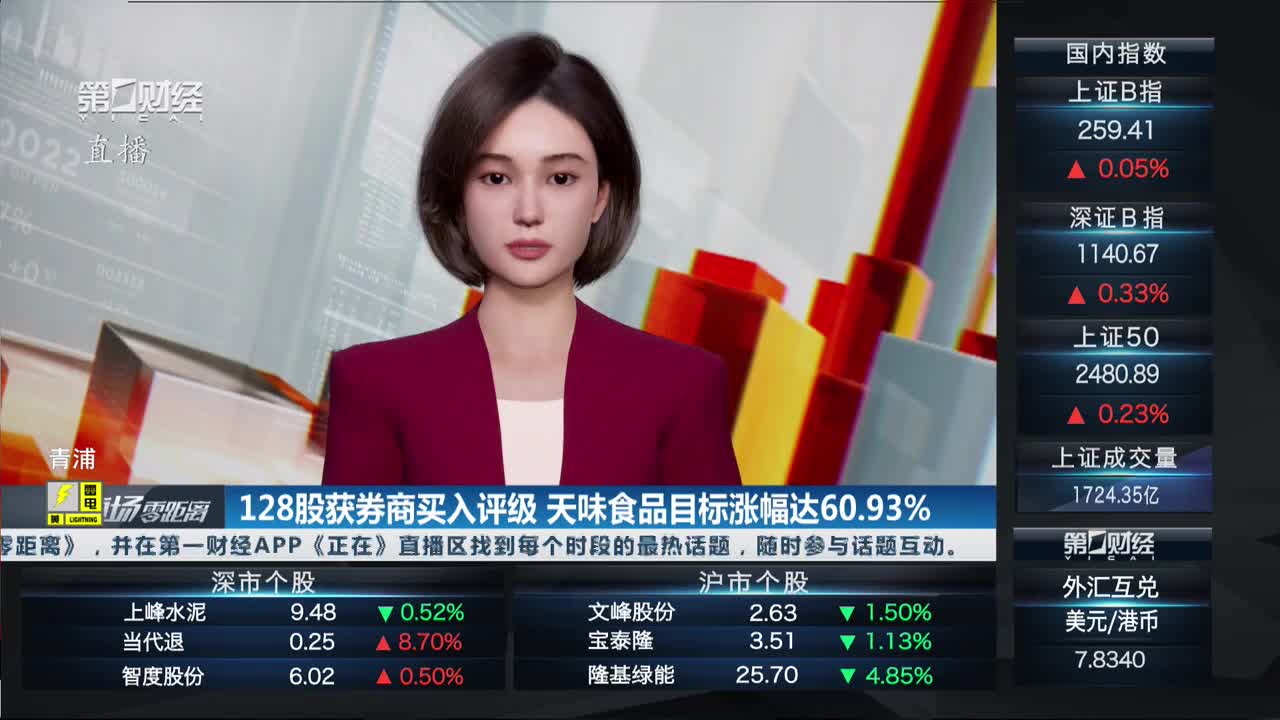 第一财经
YICAI
直播
青浦
雷电
黄 LIGHTNING
市场零距离
128股获券商买入评级 天味食品目标涨幅达60.93%
零距离》，并在第一财经APP《正在》直播区找到每个时段的最热话题，随时参与话题互动。
深市个股
上峰水泥 9.48 ▼0.52%
当代退 0.25 ▲8.70%
智度股份 6.02 ▲0.50%
沪市个股
文峰股份 2.63 ▼1.50%
宝泰隆 3.51 ▼1.13%
隆基绿能 25.70 ▼4.85%
国内指数
上证B指
259.41
▲ 0.05%
深证B指
1140.67
▲ 0.33%
上证50
2480.89
▲ 0.23%
上证成交量
1724.35亿
第一财经
YICAI
外汇互兑
美元/港币
7.8340